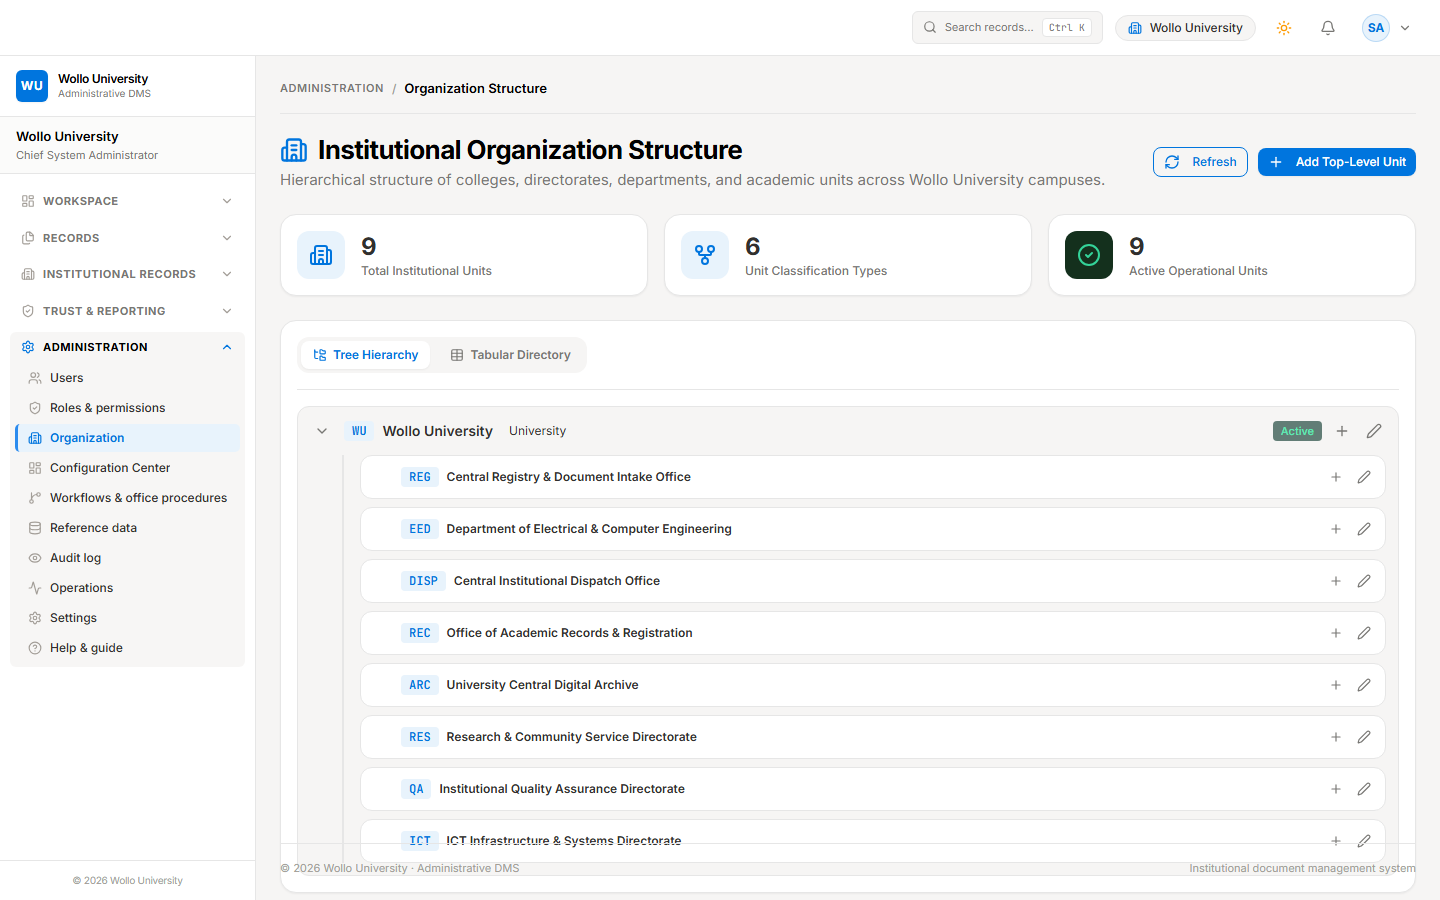 Search records... Ctrl K
Wollo University
SA
WU
Wollo University
Administrative DMS
Wollo University
Chief System Administrator
WORKSPACE
RECORDS
INSTITUTIONAL RECORDS
TRUST & REPORTING
ADMINISTRATION
Users
Roles & permissions
Organization
Configuration Center
Workflows & office procedures
Reference data
Audit log
Operations
Settings
Help & guide
© 2026 Wollo University
ADMINISTRATION / Organization Structure
Institutional Organization Structure
Hierarchical structure of colleges, directorates, departments, and academic units across Wollo University campuses.
Refresh
Add Top-Level Unit
9
Total Institutional Units
6
Unit Classification Types
9
Active Operational Units
Tree Hierarchy
Tabular Directory
WU Wollo University University
Active
REG Central Registry & Document Intake Office
EED Department of Electrical & Computer Engineering
DISP Central Institutional Dispatch Office
REC Office of Academic Records & Registration
ARC University Central Digital Archive
RES Research & Community Service Directorate
QA Institutional Quality Assurance Directorate
ICT ICT Infrastructure & Systems Directorate
© 2026 Wollo University · Administrative DMS
Institutional document management system